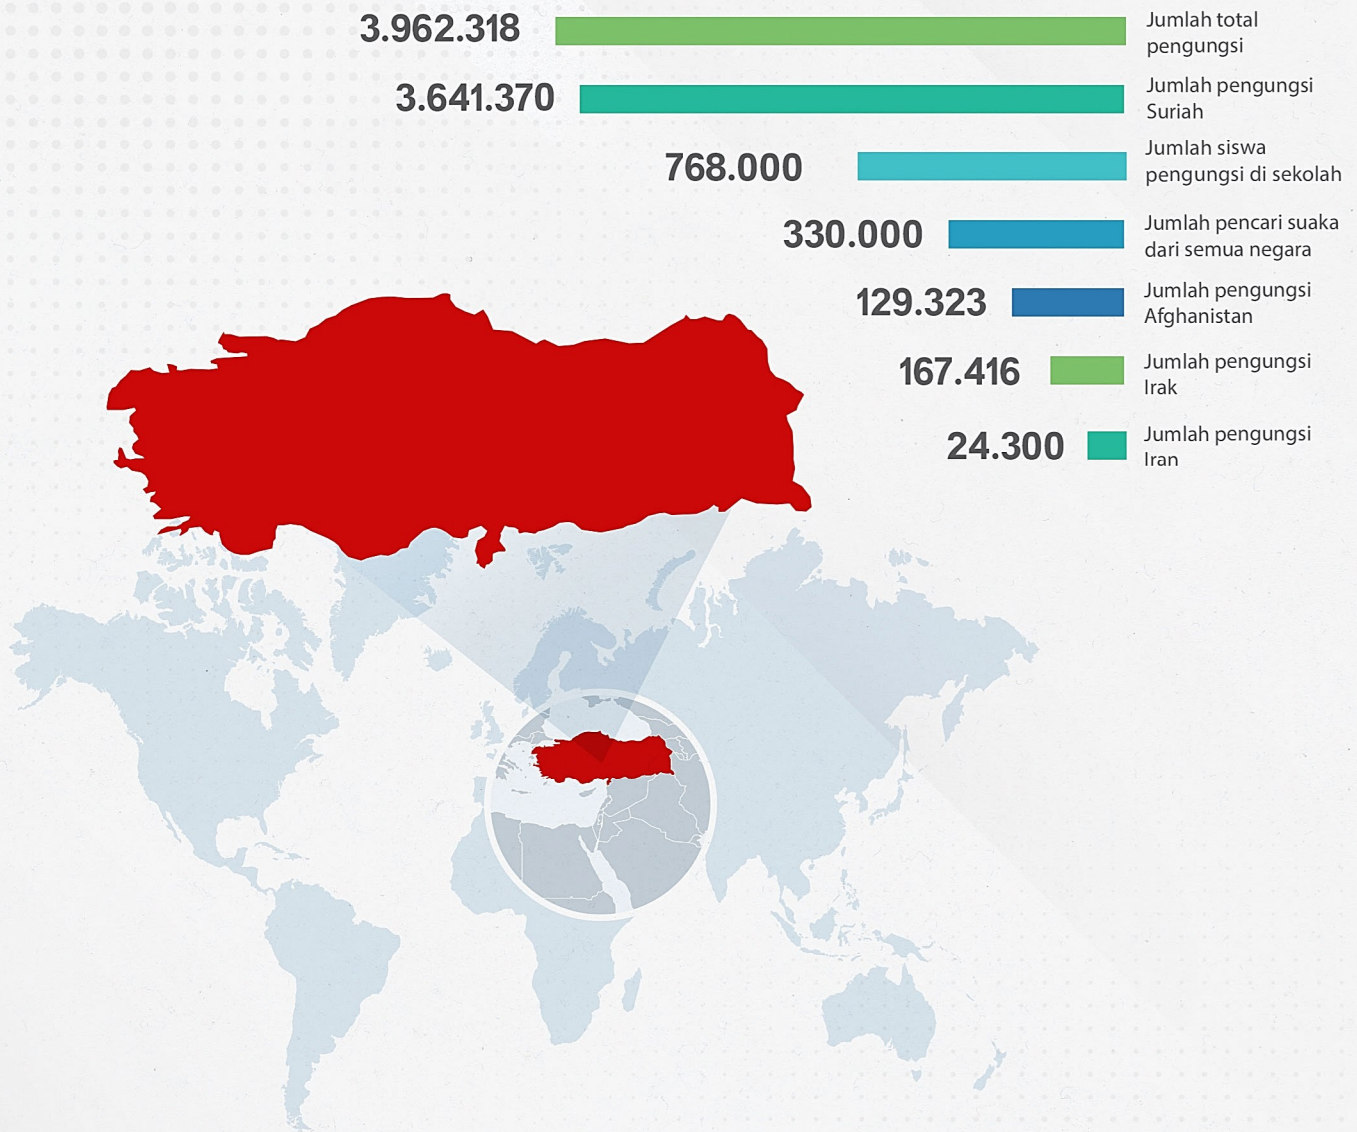 3.962.318
Jumlah total
pengungsi
3.641.370
Jumlah pengungsi
Suriah
768.000
Jumlah siswa
pengungsi di sekolah
330.000
Jumlah pencari suaka
dari semua negara
129.323
Jumlah pengungsi
Afghanistan
167.416
Jumlah pengungsi
Irak
24.300
Jumlah pengungsi
Iran